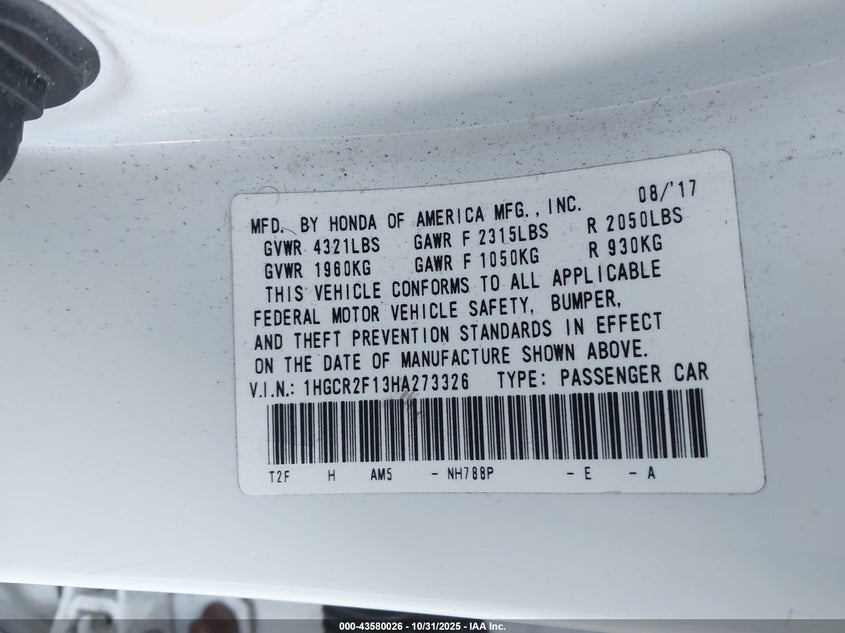 08/'17
MFD. BY HONDA OF AMERICA MFG., INC.
GVWR 4321LBS GAWR F 2315LBS R 2050LBS
GVWR 1960KG GAWR F 1050KG R 930KG
THIS VEHICLE CONFORMS TO ALL APPLICABLE
FEDERAL MOTOR VEHICLE SAFETY, BUMPER,
AND THEFT PREVENTION STANDARDS IN EFFECT
ON THE DATE OF MANUFACTURE SHOWN ABOVE.
V.I.N.: 1HGCR2F13HA273326 TYPE: PASSENGER CAR
T2F H AM5 - NH788P - E - A
000-43580026 - 10/31/2025 - IAA Inc.